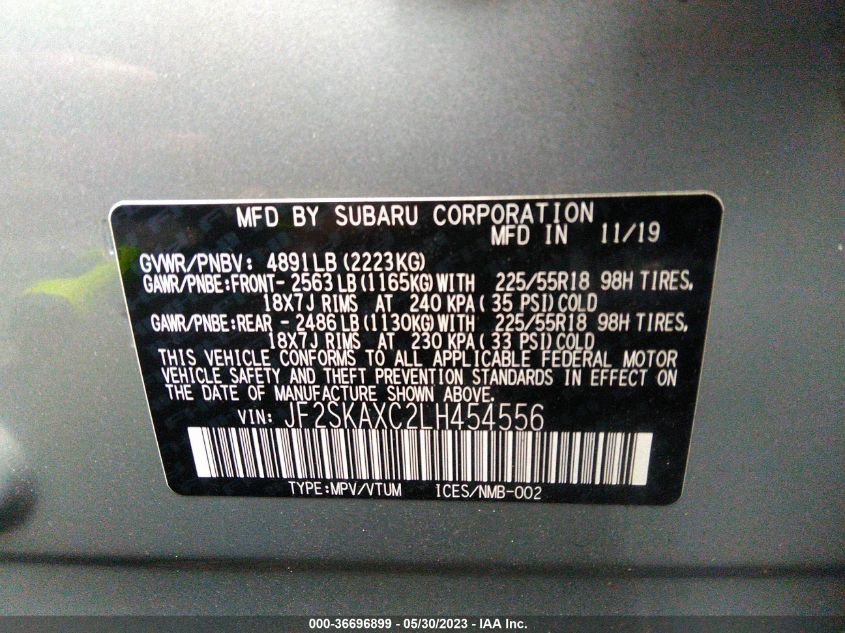 MFD BY SUBARU CORPORATION
MFD IN 11/19
GVWR/PNBV: 4891LB (2223KG)
GAWR/PNBE:FRONT- 2563 LB (1165KG) WITH 225/55R18 98H TIRES,
18X7J RIMS AT 240 KPA ( 35 PSI) COLD
GAWR/PNBE:REAR - 2486 LB (1130KG) WITH 225/55R18 98H TIRES,
18X7J RIMS AT 230 KPA ( 33 PSI) COLD
THIS VEHICLE CONFORMS TO ALL APPLICABLE FEDERAL MOTOR
VEHICLE SAFETY AND THEFT PREVENTION STANDARDS IN EFFECT ON
THE DATE OF MANUFACTURE SHOWN ABOVE.
VIN: JF2SKAXC2LH454556
TYPE:MPV/VTUM ICES/NMB-002
000-36696899 // 05/30/2023 - IAA Inc.